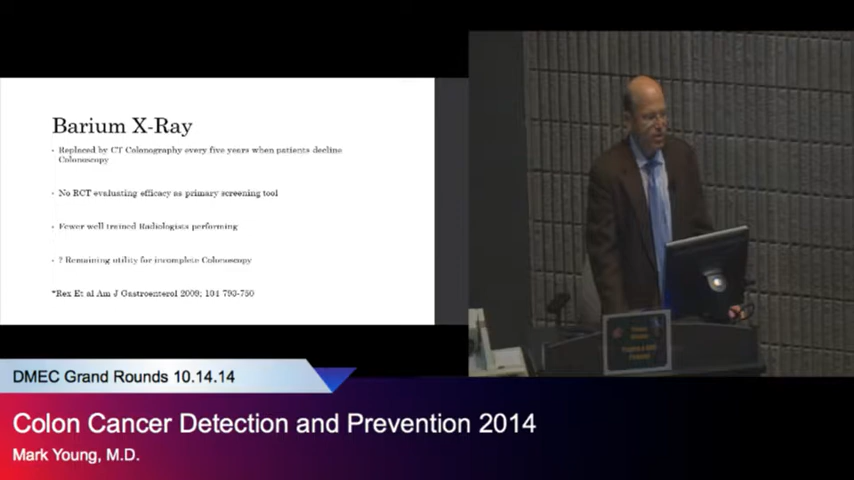 Barium X-Ray
• Replaced by CT Colonography every five years when patients decline
Colonoscopy
• No RCT evaluating efficacy as primary screening tool
• Fewer well trained Radiologists performing
• ? Remaining utility for incomplete Colonoscopy
*Rex Et al Am J Gastroenterol 2009; 104 793-750
DMEC Grand Rounds 10.14.14
Colon Cancer Detection and Prevention 2014
Mark Young, M.D.